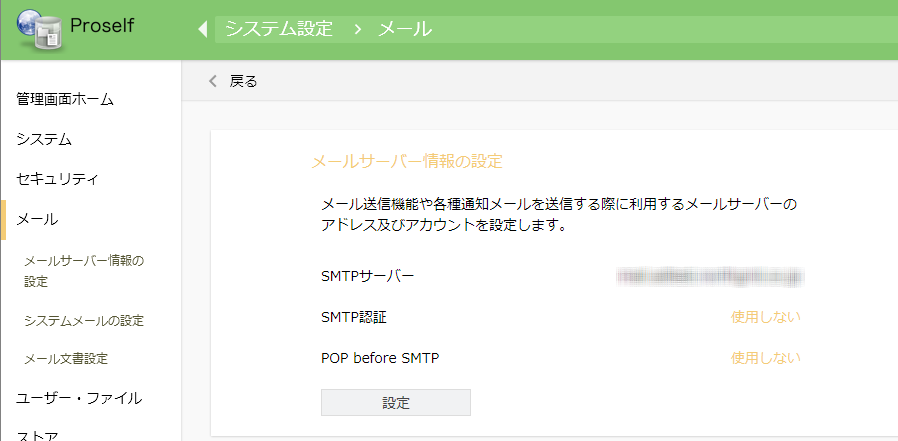 Proself
システム設定 > メール
戻る
管理画面ホーム
システム
セキュリティ
メール
メールサーバー情報の
設定
システムメールの設定
メール文書設定
ユーザー・ファイル
ストア
メールサーバー情報の設定
メール送信機能や各種通知メールを送信する際に利用するメールサーバーの
アドレス及びアカウントを設定します。
SMTPサーバー
SMTP認証 使用しない
POP before SMTP 使用しない
設定